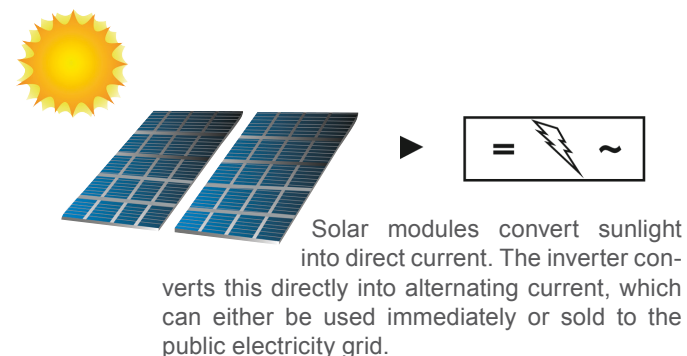 = ~
Solar modules convert sunlight
into direct current. The inverter con-
verts this directly into alternating current, which
can either be used immediately or sold to the
public electricity grid.